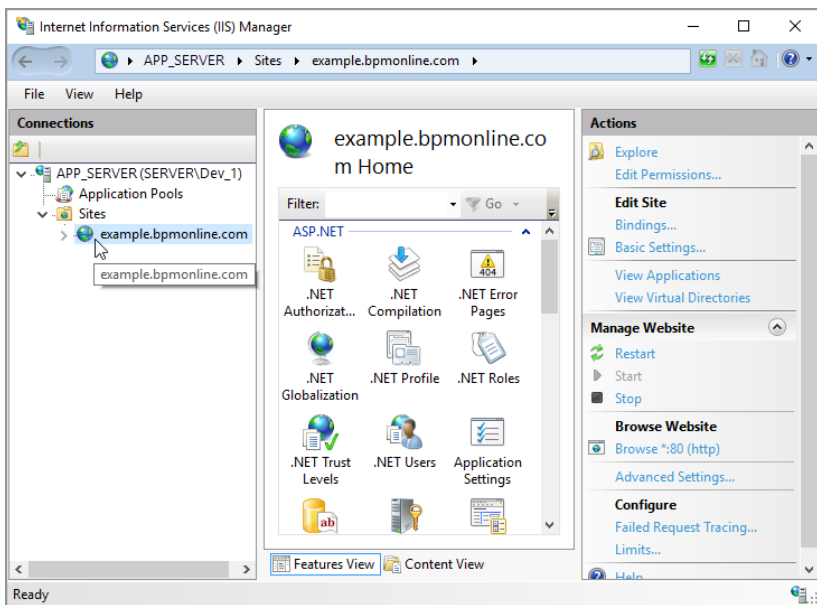 Internet Information Services (IIS) Manager
APP_SERVER Sites example.bpmonline.com
File View Help
Connections
APP_SERVER (SERVER\Dev_1)
Application Pools
Sites
example.bpmonline.com
example.bpmonline.com
example.bpmonline.co
m Home
Filter: Go
ASP.NET
.NET
Authorizat...
.NET
Compilation
404
.NET Error
Pages
.NET
Globalization
.NET Profile
.NET Roles
.NET Trust
Levels
.NET Users
Application
Settings
ab
Features View Content View
Actions
Explore
Edit Permissions...
Edit Site
Bindings...
Basic Settings...
View Applications
View Virtual Directories
Manage Website
Restart
Start
Stop
Browse Website
Browse *:80 (http)
Advanced Settings...
Configure
Failed Request Tracing...
Limits...
Help
Ready